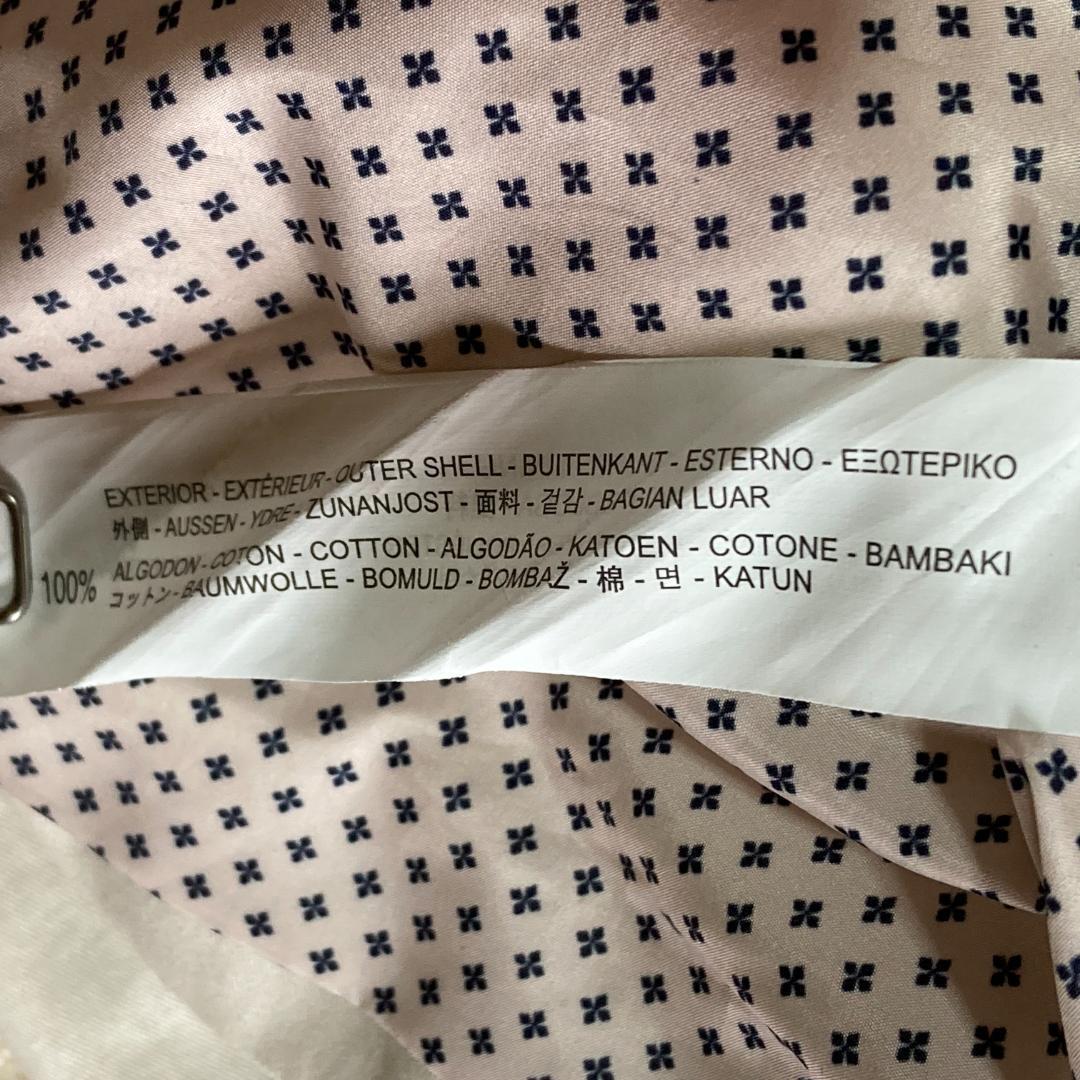 EXTERIOR - EXTÉRIEUR - OUTER SHELL - BUITENKANT - ESTERNO - ΕΞΩΤΕΡΙΚΟ
外側 - AUSSEN - YDRE - ZUNANJOST - 面料 - 겉감 - BAGIAN LUAR
100% ALGODON - COTON - COTTON - ALGODÃO - KATOEN - COTONE - BAMBAKI
コットン - BAUMWOLLE - BOMULD - BOMBAŽ - 棉 - 면 - KATUN